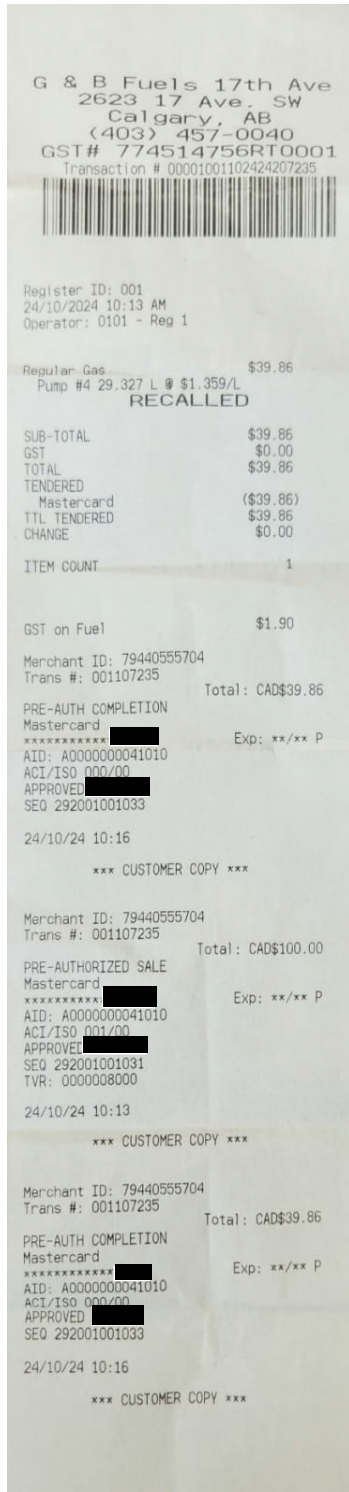 G & B Fuels 17th Ave
2623 17 Ave. SW
Calgary, AB
(403) 457-0040
GST# 774514756RT0001
Transaction # 00001001102424207235
Register ID: 001
24/10/2024 10:13 AM
Operator: 0101 - Reg 1
Regular Gas $39.86
Pump #4 29.327 L @ $1.359/L
RECALLED
SUB-TOTAL $39.86
GST $0.00
TOTAL $39.86
TENDERED
Mastercard ($39.86)
TTL TENDERED $39.86
CHANGE $0.00
ITEM COUNT 1
GST on Fuel $1.90
Merchant ID: 79440555704
Trans #: 001107235
Total: CAD$39.86
PRE-AUTH COMPLETION
Mastercard
************ Exp: **/** P
AID: A0000000041010
ACI/ISO 000/00
APPROVED
SEQ 292001001033
24/10/24 10:16
*** CUSTOMER COPY ***
Merchant ID: 79440555704
Trans #: 001107235
Total: CAD$100.00
PRE-AUTHORIZED SALE
Mastercard
*********** Exp: **/** P
AID: A0000000041010
ACI/ISO 001/00
APPROVED
SEQ 292001001031
TVR: 0000008000
24/10/24 10:13
*** CUSTOMER COPY ***
Merchant ID: 79440555704
Trans #: 001107235
Total: CAD$39.86
PRE-AUTH COMPLETION
Mastercard
************ Exp: **/** P
AID: A0000000041010
ACI/ISO 000/00
APPROVED
SEQ 292001001033
24/10/24 10:16
*** CUSTOMER COPY ***